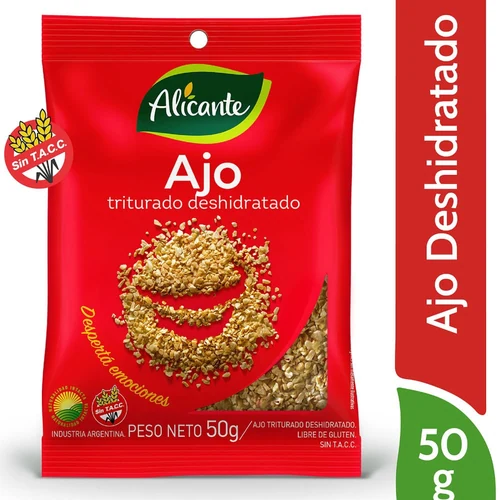 Alicante
Sin T.A.C.C.
Ajo
triturado deshidratado
Despertá emociones
Sin T.A.C.C.
INDUSTRIA ARGENTINA.
PESO NETO 50g
AJO TRITURADO DESHIDRATADO.
LIBRE DE GLUTEN.
SIN T.A.C.C.
Ajo Deshidratado
50
g